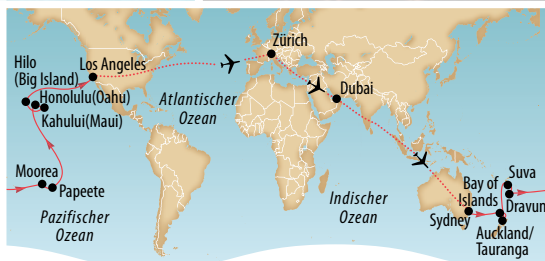 Hilo
(Big Island)
Los Angeles
Honolulu(Oahu)
Kahului(Maui)
Zürich
Dubai
Atlantischer
Ozean
Moorea
Papeete
Pazifischer
Ozean
Indischer
Ozean
Suva
Bay of
Islands
Dravuni
Sydney
Auckland/
Tauranga